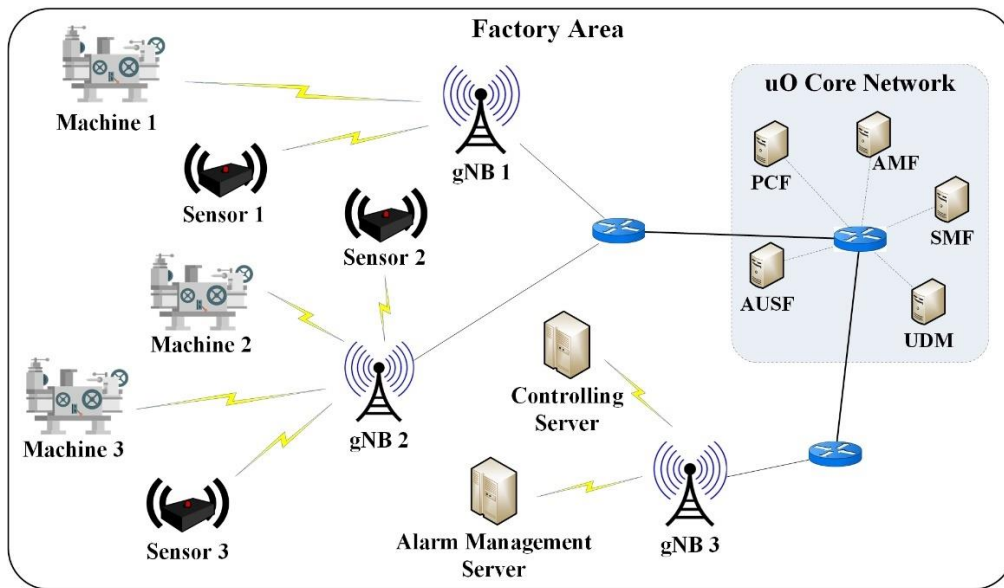 Factory Area
Machine 1
Sensor 1
gNB 1
Sensor 2
Machine 2
Machine 3
gNB 2
Sensor 3
Controlling
Server
Alarm Management
Server
gNB 3
uO Core Network
PCF
AMF
SMF
AUSF
UDM